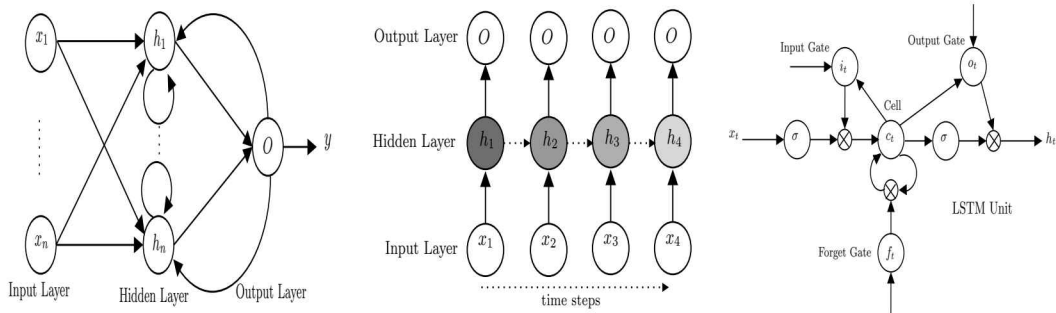 x1
h1
O
y
xn
hn
Input Layer
Hidden Layer
Output Layer
Output Layer
O O O O
Hidden Layer
h1 h2 h3 h4
Input Layer
x1 x2 x3 x4
time steps
Input Gate
it
Output Gate
ot
Cell
xt
σ
ct
σ
ht
LSTM Unit
Forget Gate
ft